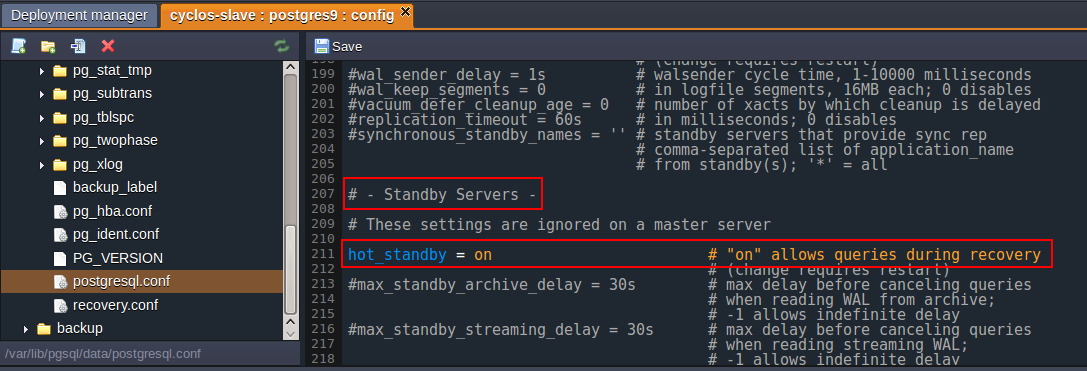 Deployment manager
cyclos-slave : postgres9 : config
Save
pg_stat_tmp
pg_subtrans
pg_tblspc
pg_twophase
pg_xlog
backup_label
pg_hba.conf
pg_ident.conf
PG_VERSION
postgresql.conf
recovery.conf
backup
/var/lib/pgsql/data/postgresql.conf
198 # (change requires restart)
199 #wal_sender_delay = 1s # walsender cycle time, 1-10000 milliseconds
200 #wal_keep_segments = 0 # in logfile segments, 16MB each; 0 disables
201 #vacuum_defer_cleanup_age = 0 # number of xacts by which cleanup is delayed
202 #replication_timeout = 60s # in milliseconds; 0 disables
203 #synchronous_standby_names = '' # standby servers that provide sync rep
204 # comma-separated list of application_name
205 # from standby(s); '*' = all
206
207 # - Standby Servers -
208
209 # These settings are ignored on a master server
210
211 hot_standby = on # "on" allows queries during recovery
212 # (change requires restart)
213 #max_standby_archive_delay = 30s # max delay before canceling queries
214 # when reading WAL from archive;
215 # -1 allows indefinite delay
216 #max_standby_streaming_delay = 30s # max delay before canceling queries
217 # when reading streaming WAL;
218 # -1 allows indefinite delay